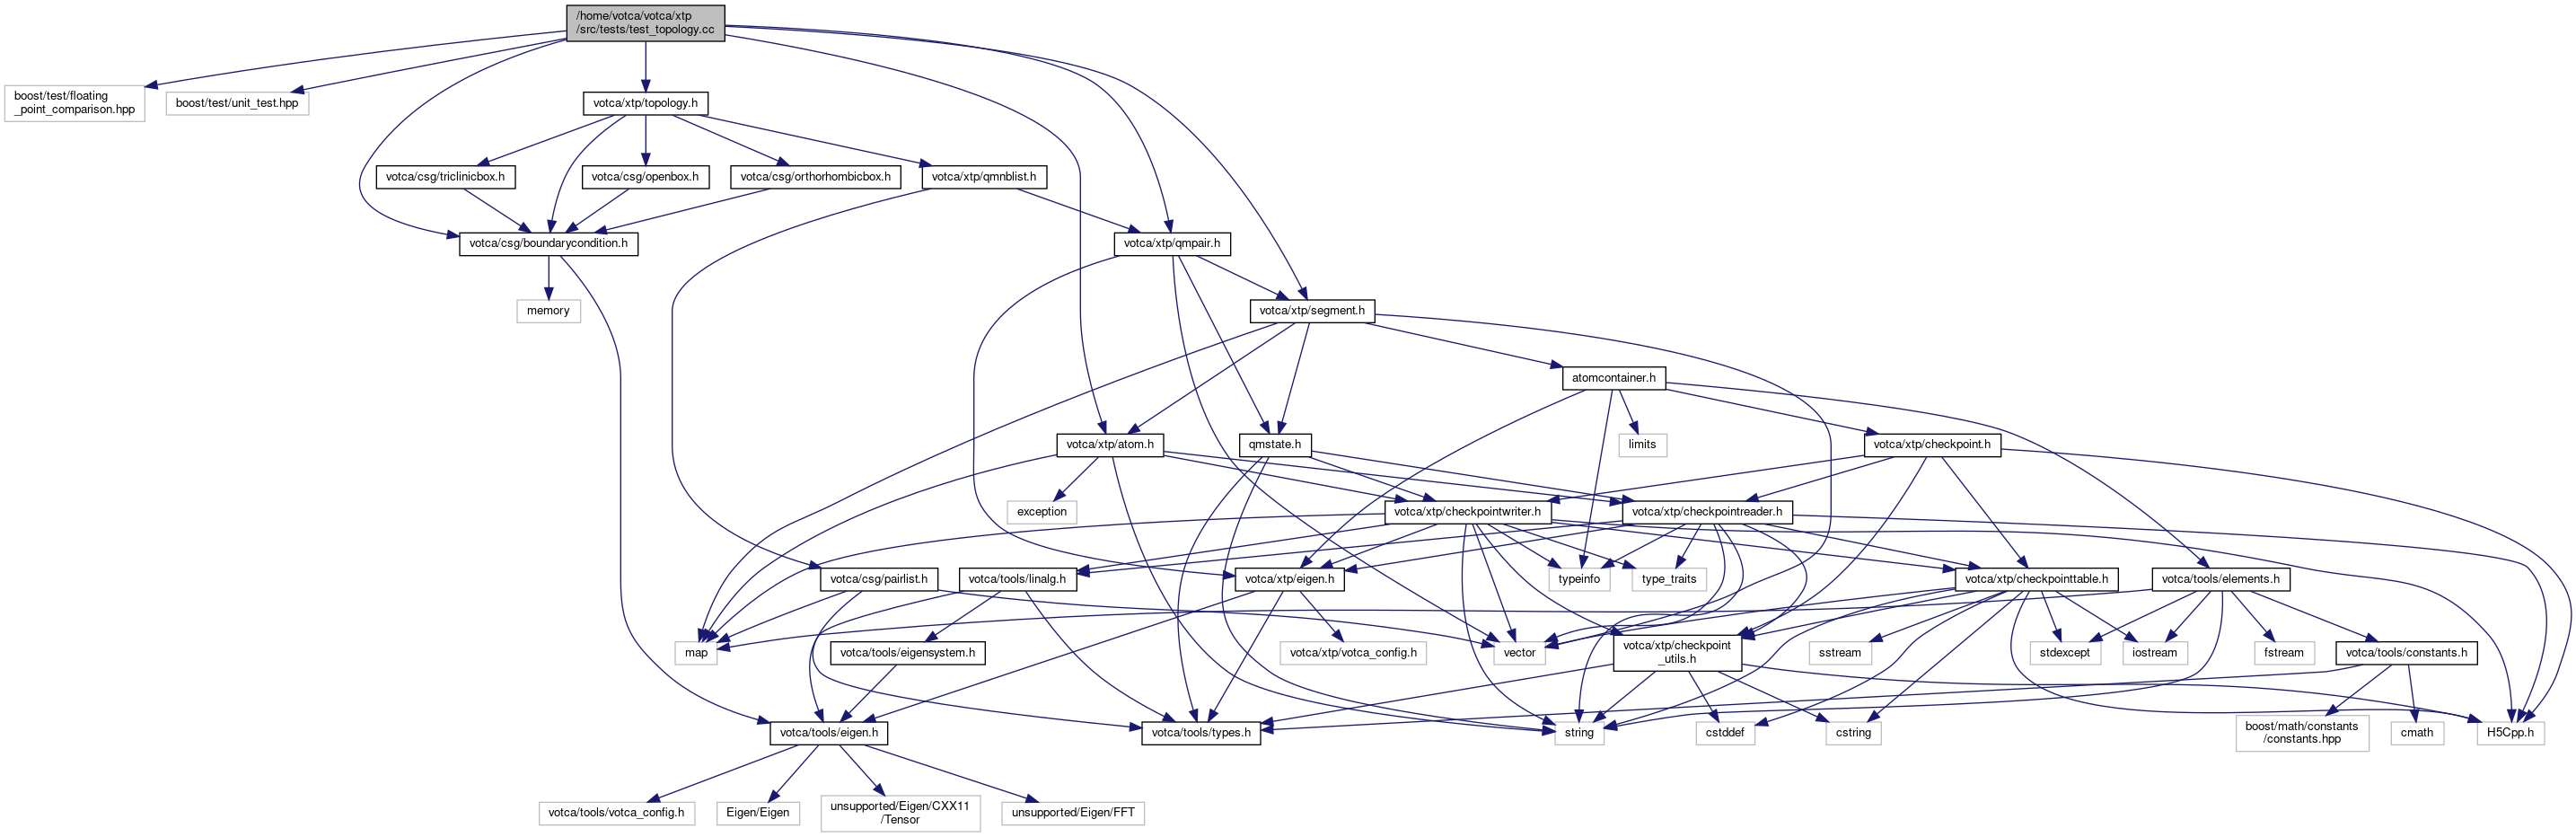 /home/votca/votca/xtp
/src/tests/test_topology.cc
boost/test/floating
_point_comparison.hpp
boost/test/unit_test.hpp
votca/xtp/topology.h
votca/csg/triclinicbox.h
votca/csg/openbox.h
votca/csg/orthorhombicbox.h
votca/xtp/qmnblist.h
votca/csg/boundarycondition.h
votca/xtp/qmpair.h
memory
votca/xtp/segment.h
atomcontainer.h
votca/xtp/atom.h
qmstate.h
limits
votca/xtp/checkpoint.h
exception
votca/xtp/checkpointwriter.h
votca/xtp/checkpointreader.h
votca/csg/pairlist.h
votca/tools/linalg.h
votca/xtp/eigen.h
typeinfo
type_traits
votca/xtp/checkpointtable.h
votca/tools/elements.h
map
votca/tools/eigensystem.h
votca/xtp/votca_config.h
vector
votca/xtp/checkpoint
_utils.h
sstream
stdexcept
iostream
fstream
votca/tools/constants.h
votca/tools/eigen.h
votca/tools/types.h
string
cstddef
cstring
boost/math/constants
/constants.hpp
cmath
H5Cpp.h
votca/tools/votca_config.h
Eigen/Eigen
unsupported/Eigen/CXX11
/Tensor
unsupported/Eigen/FFT